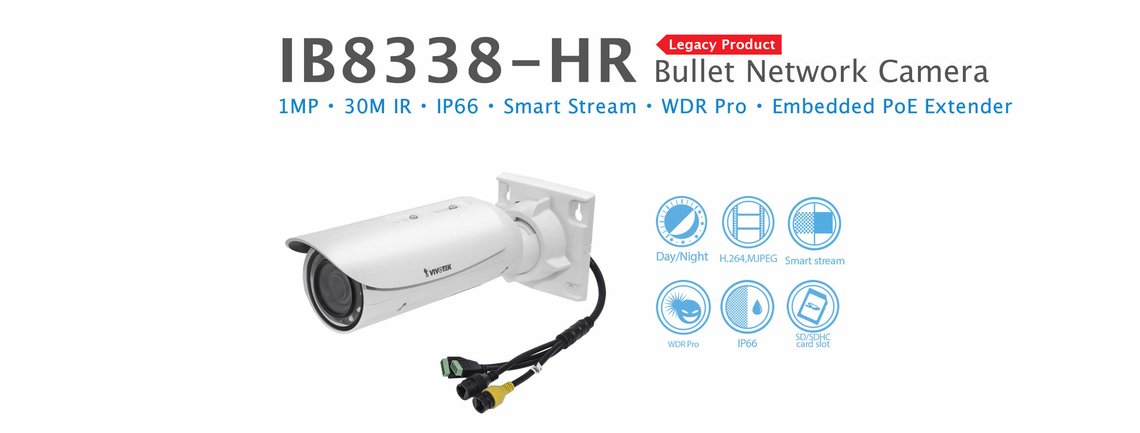 IB8338-HR
Legacy Product
Bullet Network Camera
1MP • 30M IR • IP66 • Smart Stream • WDR Pro • Embedded PoE Extender
VIVOTEK
Day/Night
H.264,MJPEG
Smart stream
WDR Pro
IP66
SD/SDHC
card slot